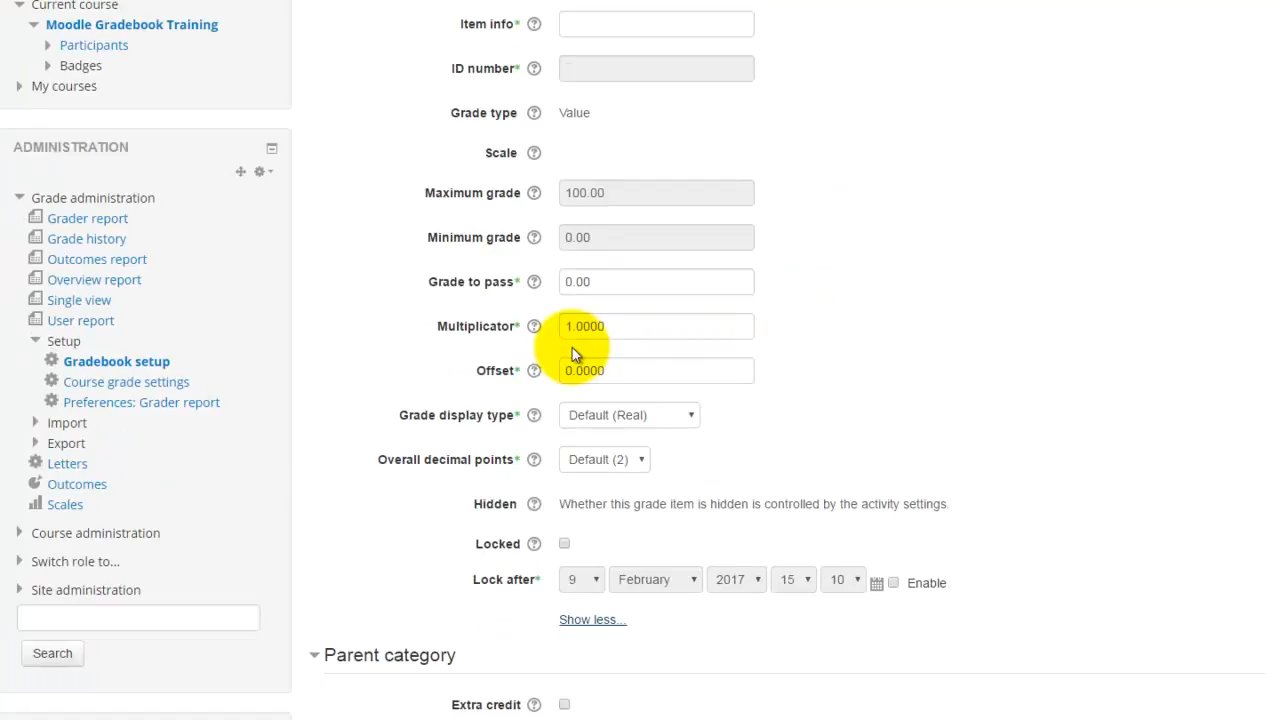 Current course
Moodle Gradebook Training
Participants
Badges
My courses
ADMINISTRATION
Grade administration
Grader report
Grade history
Outcomes report
Overview report
Single view
User report
Setup
Gradebook setup
Course grade settings
Preferences: Grader report
Import
Export
Letters
Outcomes
Scales
Course administration
Switch role to...
Site administration
Search
Item info*
ID number*
Grade type Value
Scale
Maximum grade 100.00
Minimum grade 0.00
Grade to pass* 0.00
Multiplicator* 1.0000
Offset* 0.0000
Grade display type* Default (Real)
Overall decimal points* Default (2)
Hidden Whether this grade item is hidden is controlled by the activity settings.
Locked
Lock after* 9 February 2017 15 10 Enable
Show less...
Parent category
Extra credit